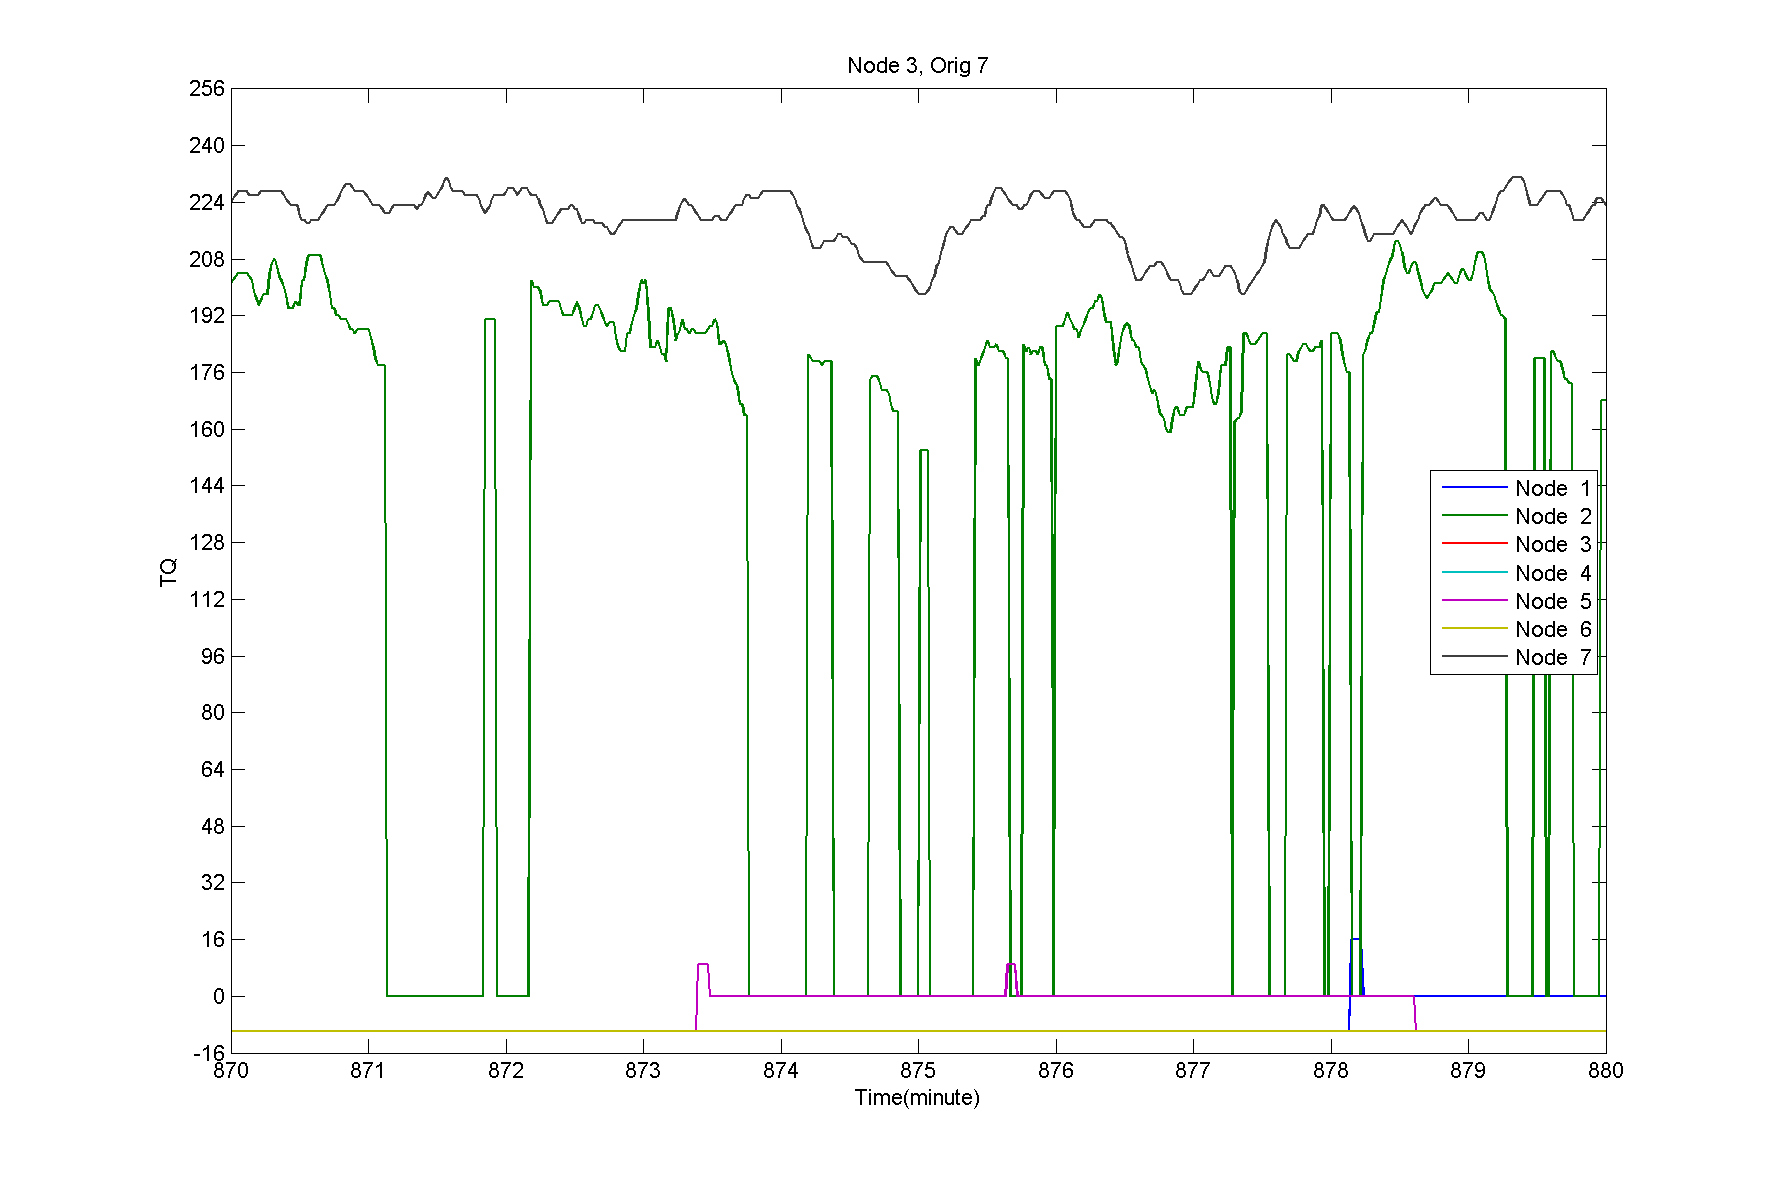 Node 3, Orig 7
256
240
224
208
192
176
160
144
128
112
96
80
64
48
32
16
0
-16
TQ
Node 1
Node 2
Node 3
Node 4
Node 5
Node 6
Node 7
870 871 872 873 874 875 876 877 878 879 880
Time(minute)